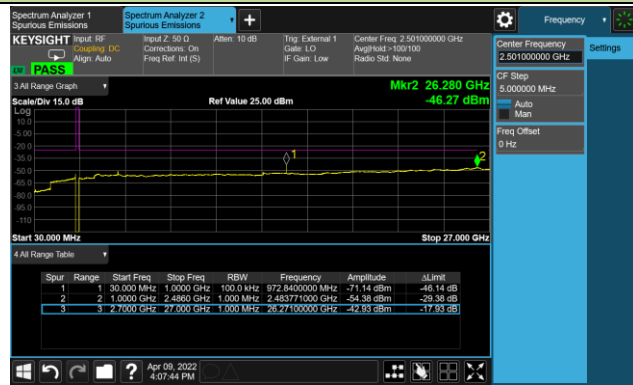 Spectrum Analyzer 1
Spurious Emissions
Spectrum Analyzer 2
Spurious Emissions
Frequency
KEYSIGHT
Input: RF
Coupling: DC
Align: Auto
Input Z: 50 Ω
Corrections: On
Freq Ref: Int (S)
Atten: 10 dB
Trig: External 1
Gate: LO
IF Gain: Low
Center Freq: 2.501000000 GHz
Avg|Hold:>100/100
Radio Std: None
PASS
Center Frequency
2.501000000 GHz
Settings
CF Step
5.000000 MHz
Auto
Man
Freq Offset
0 Hz
3 All Range Graph
Mkr2 26.280 GHz
-46.27 dBm
Scale/Div 15.0 dB
Ref Value 25.00 dBm
Log
10.0
-5.00
-20.0
-35.0
-50.0
-65.0
-80.0
-95.0
-110
1
2
Start 30.000 MHz
Stop 27.000 GHz
4 All Range Table
Spur Range Start Freq Stop Freq RBW Frequency Amplitude ΔLimit
1 1 30.000 MHz 1.0000 GHz 100.0 kHz 972.8400000 MHz -71.14 dBm -46.14 dB
2 2 1.0000 GHz 2.4860 GHz 1.000 MHz 2.483771000 GHz -54.38 dBm -29.38 dB
3 3 2.7000 GHz 27.000 GHz 1.000 MHz 26.27100000 GHz -42.93 dBm -17.93 dB
?
Apr 09, 2022
4:07:44 PM